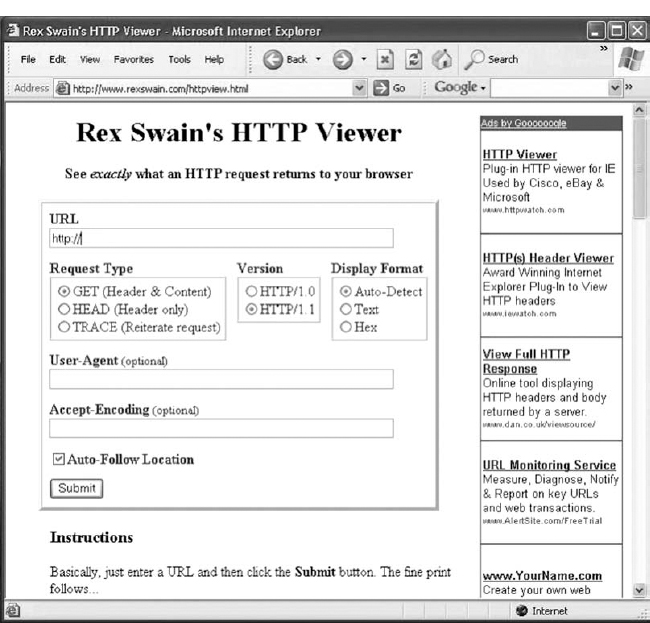 Rex Swain's HTTP Viewer - Microsoft Internet Explorer
File Edit View Favorites Tools Help Back Search
Address http://www.rexswain.com/httpview.html Go Google
Rex Swain's HTTP Viewer
See exactly what an HTTP request returns to your browser
URL
http://
Request Type Version Display Format
GET (Header & Content) HTTP/1.0 Auto-Detect
HEAD (Header only) HTTP/1.1 Text
TRACE (Reiterate request) Hex
User-Agent (optional)
Accept-Encoding (optional)
Auto-Follow Location
Submit
Instructions
Basically, just enter a URL and then click the Submit button. The fine print
follows...
Ads by Goooooogle
HTTP Viewer
Plug-in HTTP viewer for IE
Used by Cisco, eBay &
Microsoft
www.httpwatch.com
HTTP(s) Header Viewer
Award Winning Internet
Explorer Plug-In to View
HTTP headers
www.iewatch.com
View Full HTTP
Response
Online tool displaying
HTTP headers and body
returned by a server.
www.dan.co.uk/viewsource/
URL Monitoring Service
Measure, Diagnose, Notify
& Report on key URLs
and web transactions.
www.AlertSite.com/FreeTrial
www.YourName.com
Create your own web
Internet